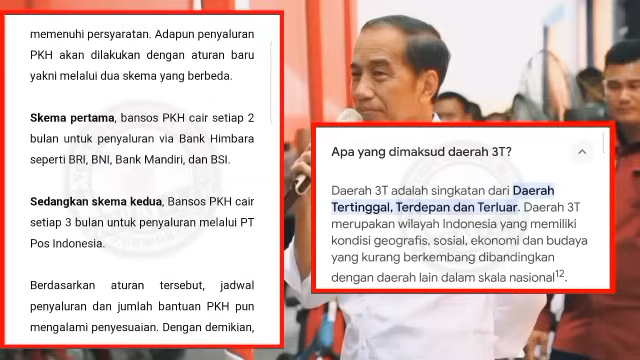 memenuhi persyaratan. Adapun penyaluran
PKH akan dilakukan dengan aturan baru
yakni melalui dua skema yang berbeda.
Skema pertama, bansos PKH cair setiap 2
bulan untuk penyaluran via Bank Himbara
seperti BRI, BNI, Bank Mandiri, dan BSI.
Sedangkan skema kedua, Bansos PKH cair
setiap 3 bulan untuk penyaluran melalui PT
Pos Indonesia.
Berdasarkan aturan tersebut, jadwal
penyaluran dan jumlah bantuan PKH pun
mengalami penyesuaian. Dengan demikian,
Apa yang dimaksud daerah 3T?
Daerah 3T adalah singkatan dari Daerah
Tertinggal, Terdepan dan Terluar. Daerah 3T
merupakan wilayah Indonesia yang memiliki
kondisi geografis, sosial, ekonomi dan budaya
yang kurang berkembang dibandingkan
dengan daerah lain dalam skala nasional12.